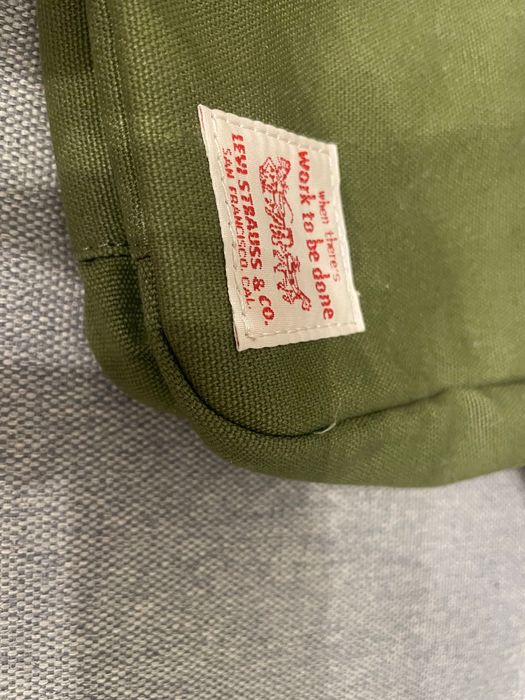 when there's
work to be done
LEVI STRAUSS & CO.
SAN FRANCISCO, CAL.